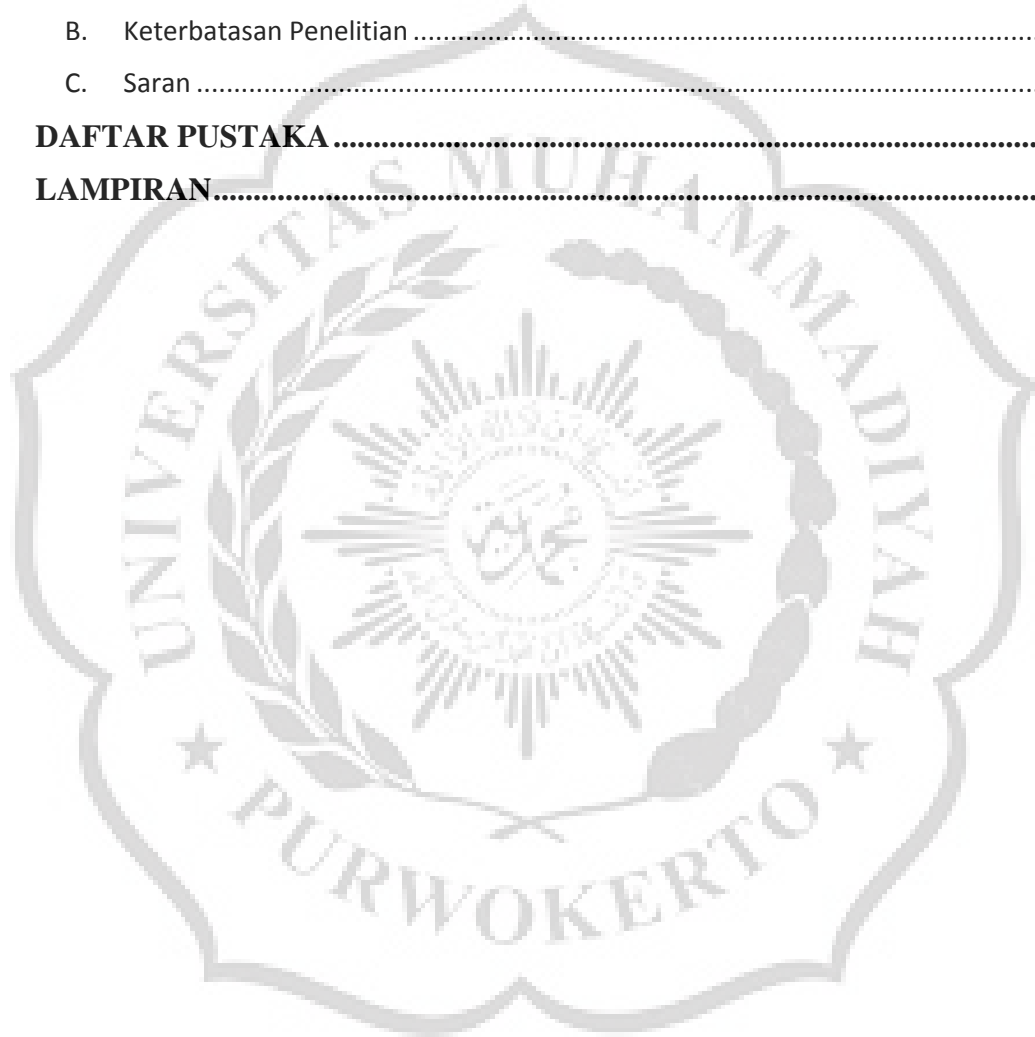 B. Keterbatasan Penelitian ....................................................................................
C. Saran .............................................................................................................
DAFTAR PUSTAKA ...............................................................................................
LAMPIRAN..................................................................................................................
UNIVERSITAS MUHAMMADIYAH
★ PURWOKERTO ★